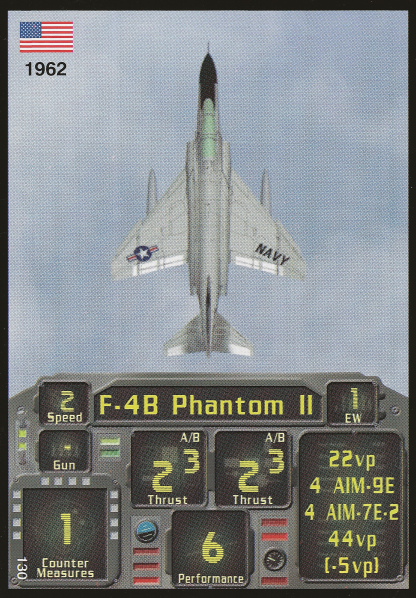 1962
NAVY
2
Speed
F-4B Phantom II
1
EW
-
Gun
A/B
2 3
Thrust
A/B
2 3
Thrust
22vp
4 AIM-9E
4 AIM-7E-2
44vp
(-5vp)
1
Counter
Measures
6
Performance
130